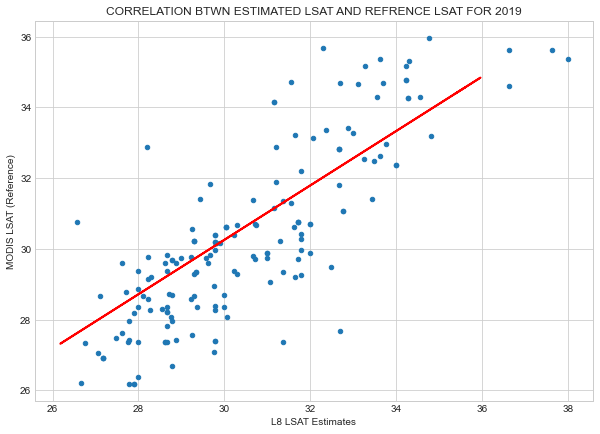 CORRELATION BTWN ESTIMATED LSAT AND REFRENCE LSAT FOR 2019
36
34
32
30
28
26
MODIS LSAT (Reference)
26 28 30 32 34 36 38
L8 LSAT Estimates